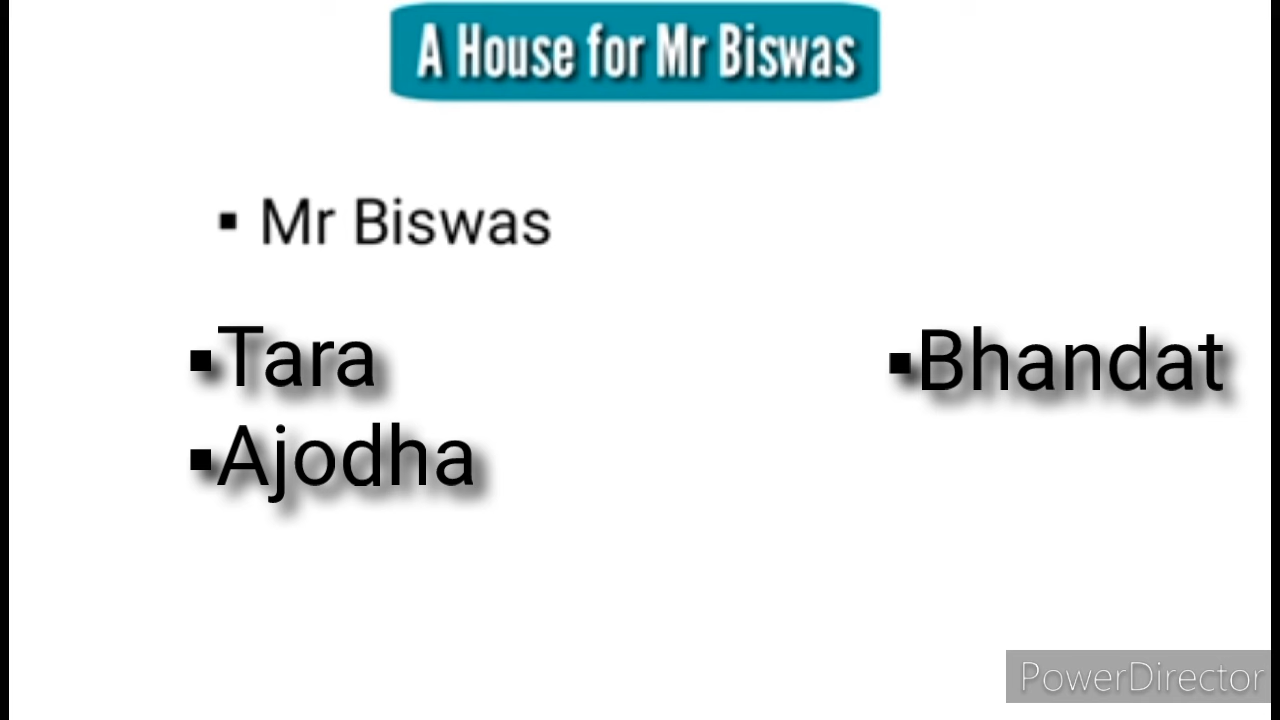 A House for Mr Biswas
▪ Mr Biswas
▪Tara
▪Bhandat
▪Ajodha
PowerDirector